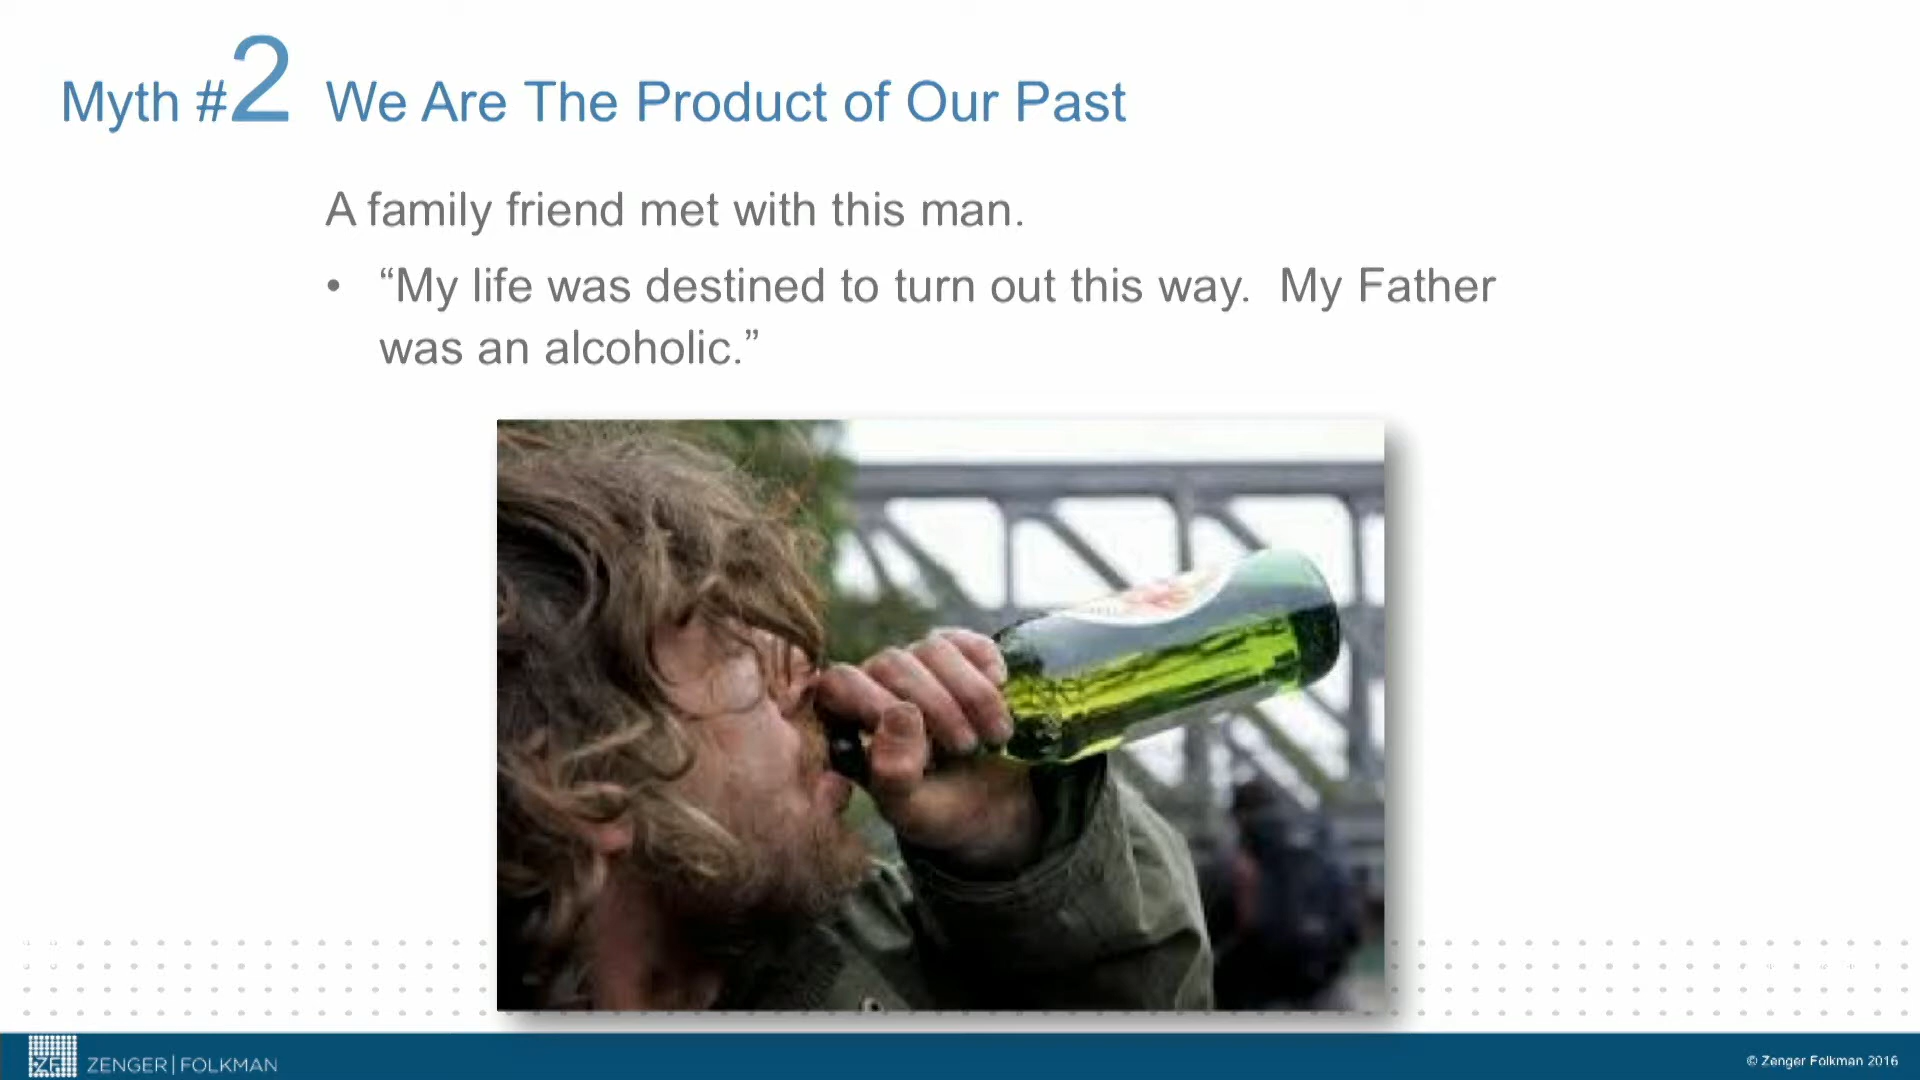 Myth #2 We Are The Product of Our Past
A family friend met with this man.
• “My life was destined to turn out this way.  My Father
was an alcoholic.”
ZF ZENGER|FOLKMAN
© Zenger Folkman 2016